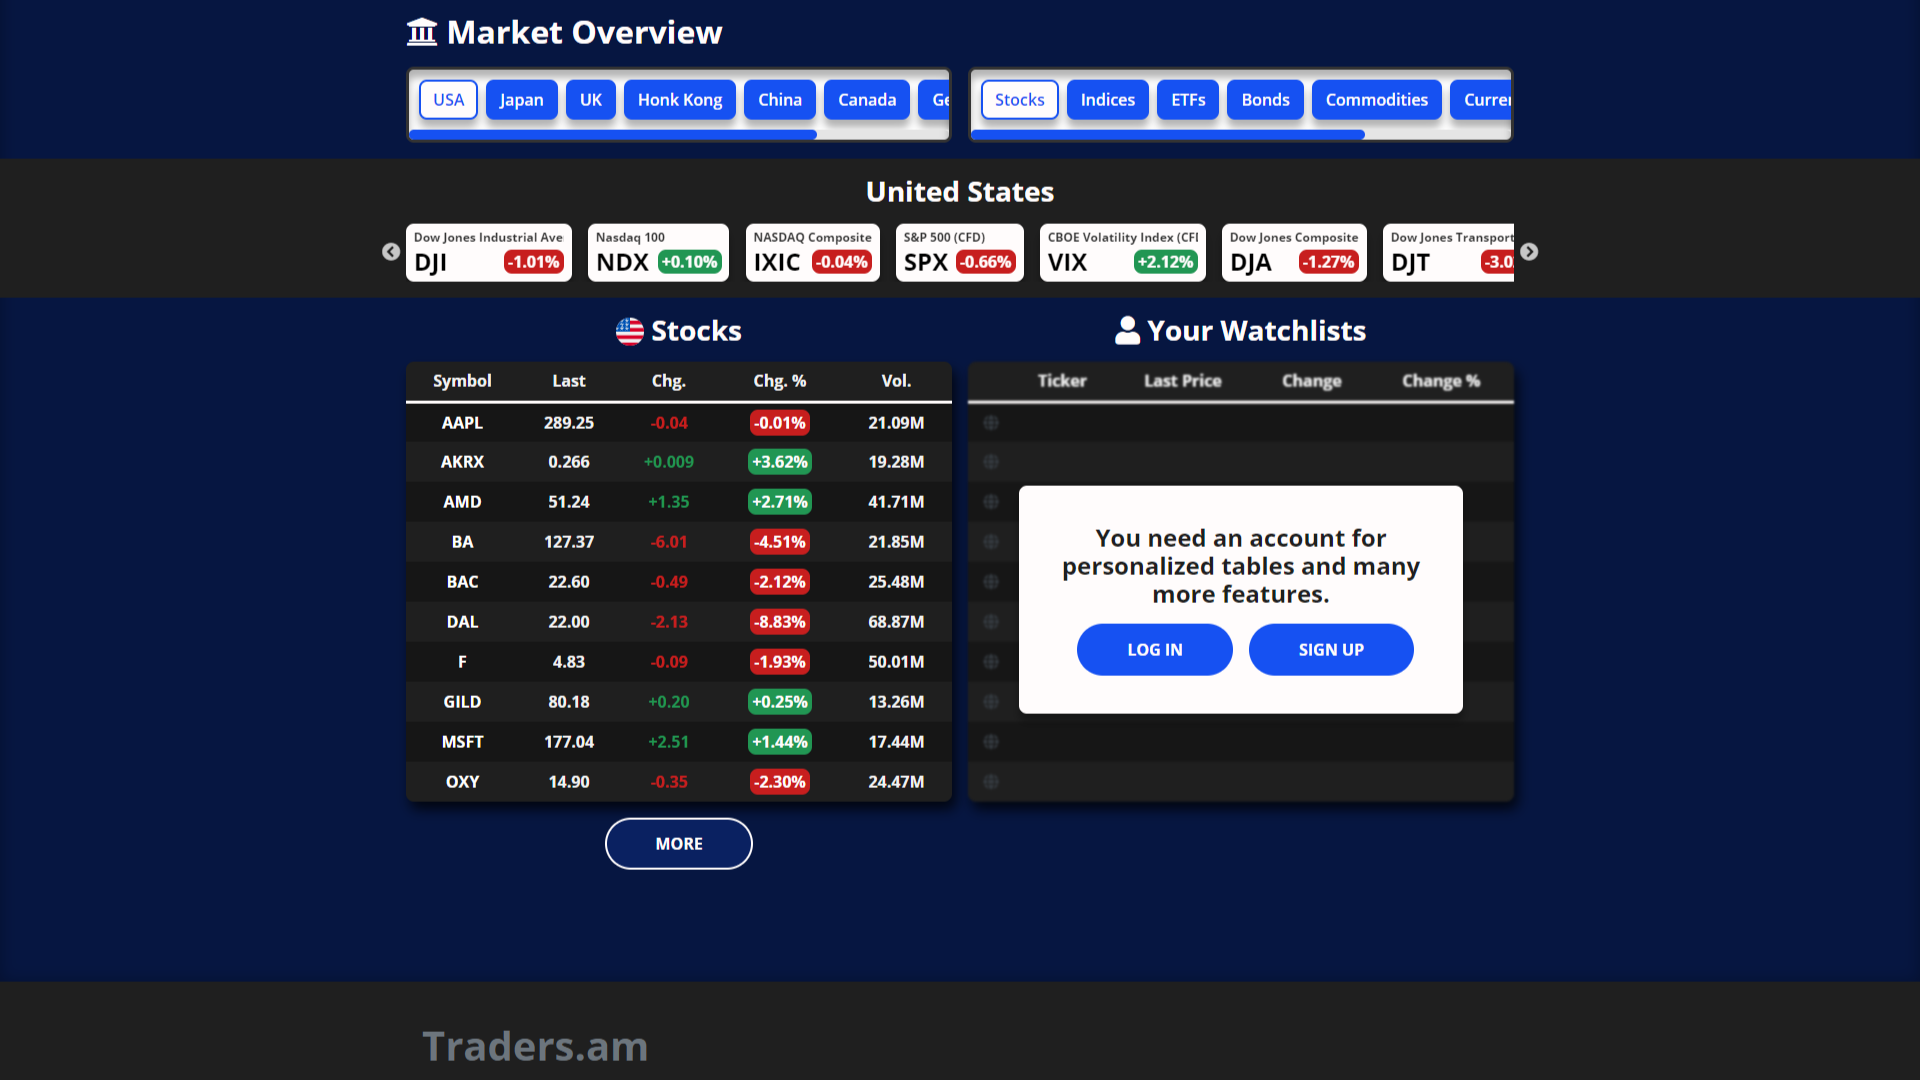 Market Overview
USA Japan UK Honk Kong China Canada Ge
Stocks Indices ETFs Bonds Commodities Curre
United States
Dow Jones Industrial Ave
DJI -1.01%
Nasdaq 100
NDX +0.10%
NASDAQ Composite
IXIC -0.04%
S&P 500 (CFD)
SPX -0.66%
CBOE Volatility Index (CFI
VIX +2.12%
Dow Jones Composite
DJA -1.27%
Dow Jones Transport
DJT -3.0
Stocks
Symbol Last Chg. Chg. % Vol.
AAPL 289.25 -0.04 -0.01% 21.09M
AKRX 0.266 +0.009 +3.62% 19.28M
AMD 51.24 +1.35 +2.71% 41.71M
BA 127.37 -6.01 -4.51% 21.85M
BAC 22.60 -0.49 -2.12% 25.48M
DAL 22.00 -2.13 -8.83% 68.87M
F 4.83 -0.09 -1.93% 50.01M
GILD 80.18 +0.20 +0.25% 13.26M
MSFT 177.04 +2.51 +1.44% 17.44M
OXY 14.90 -0.35 -2.30% 24.47M
MORE
Your Watchlists
Ticker Last Price Change Change %
You need an account for
personalized tables and many
more features.
LOG IN SIGN UP
Traders.am